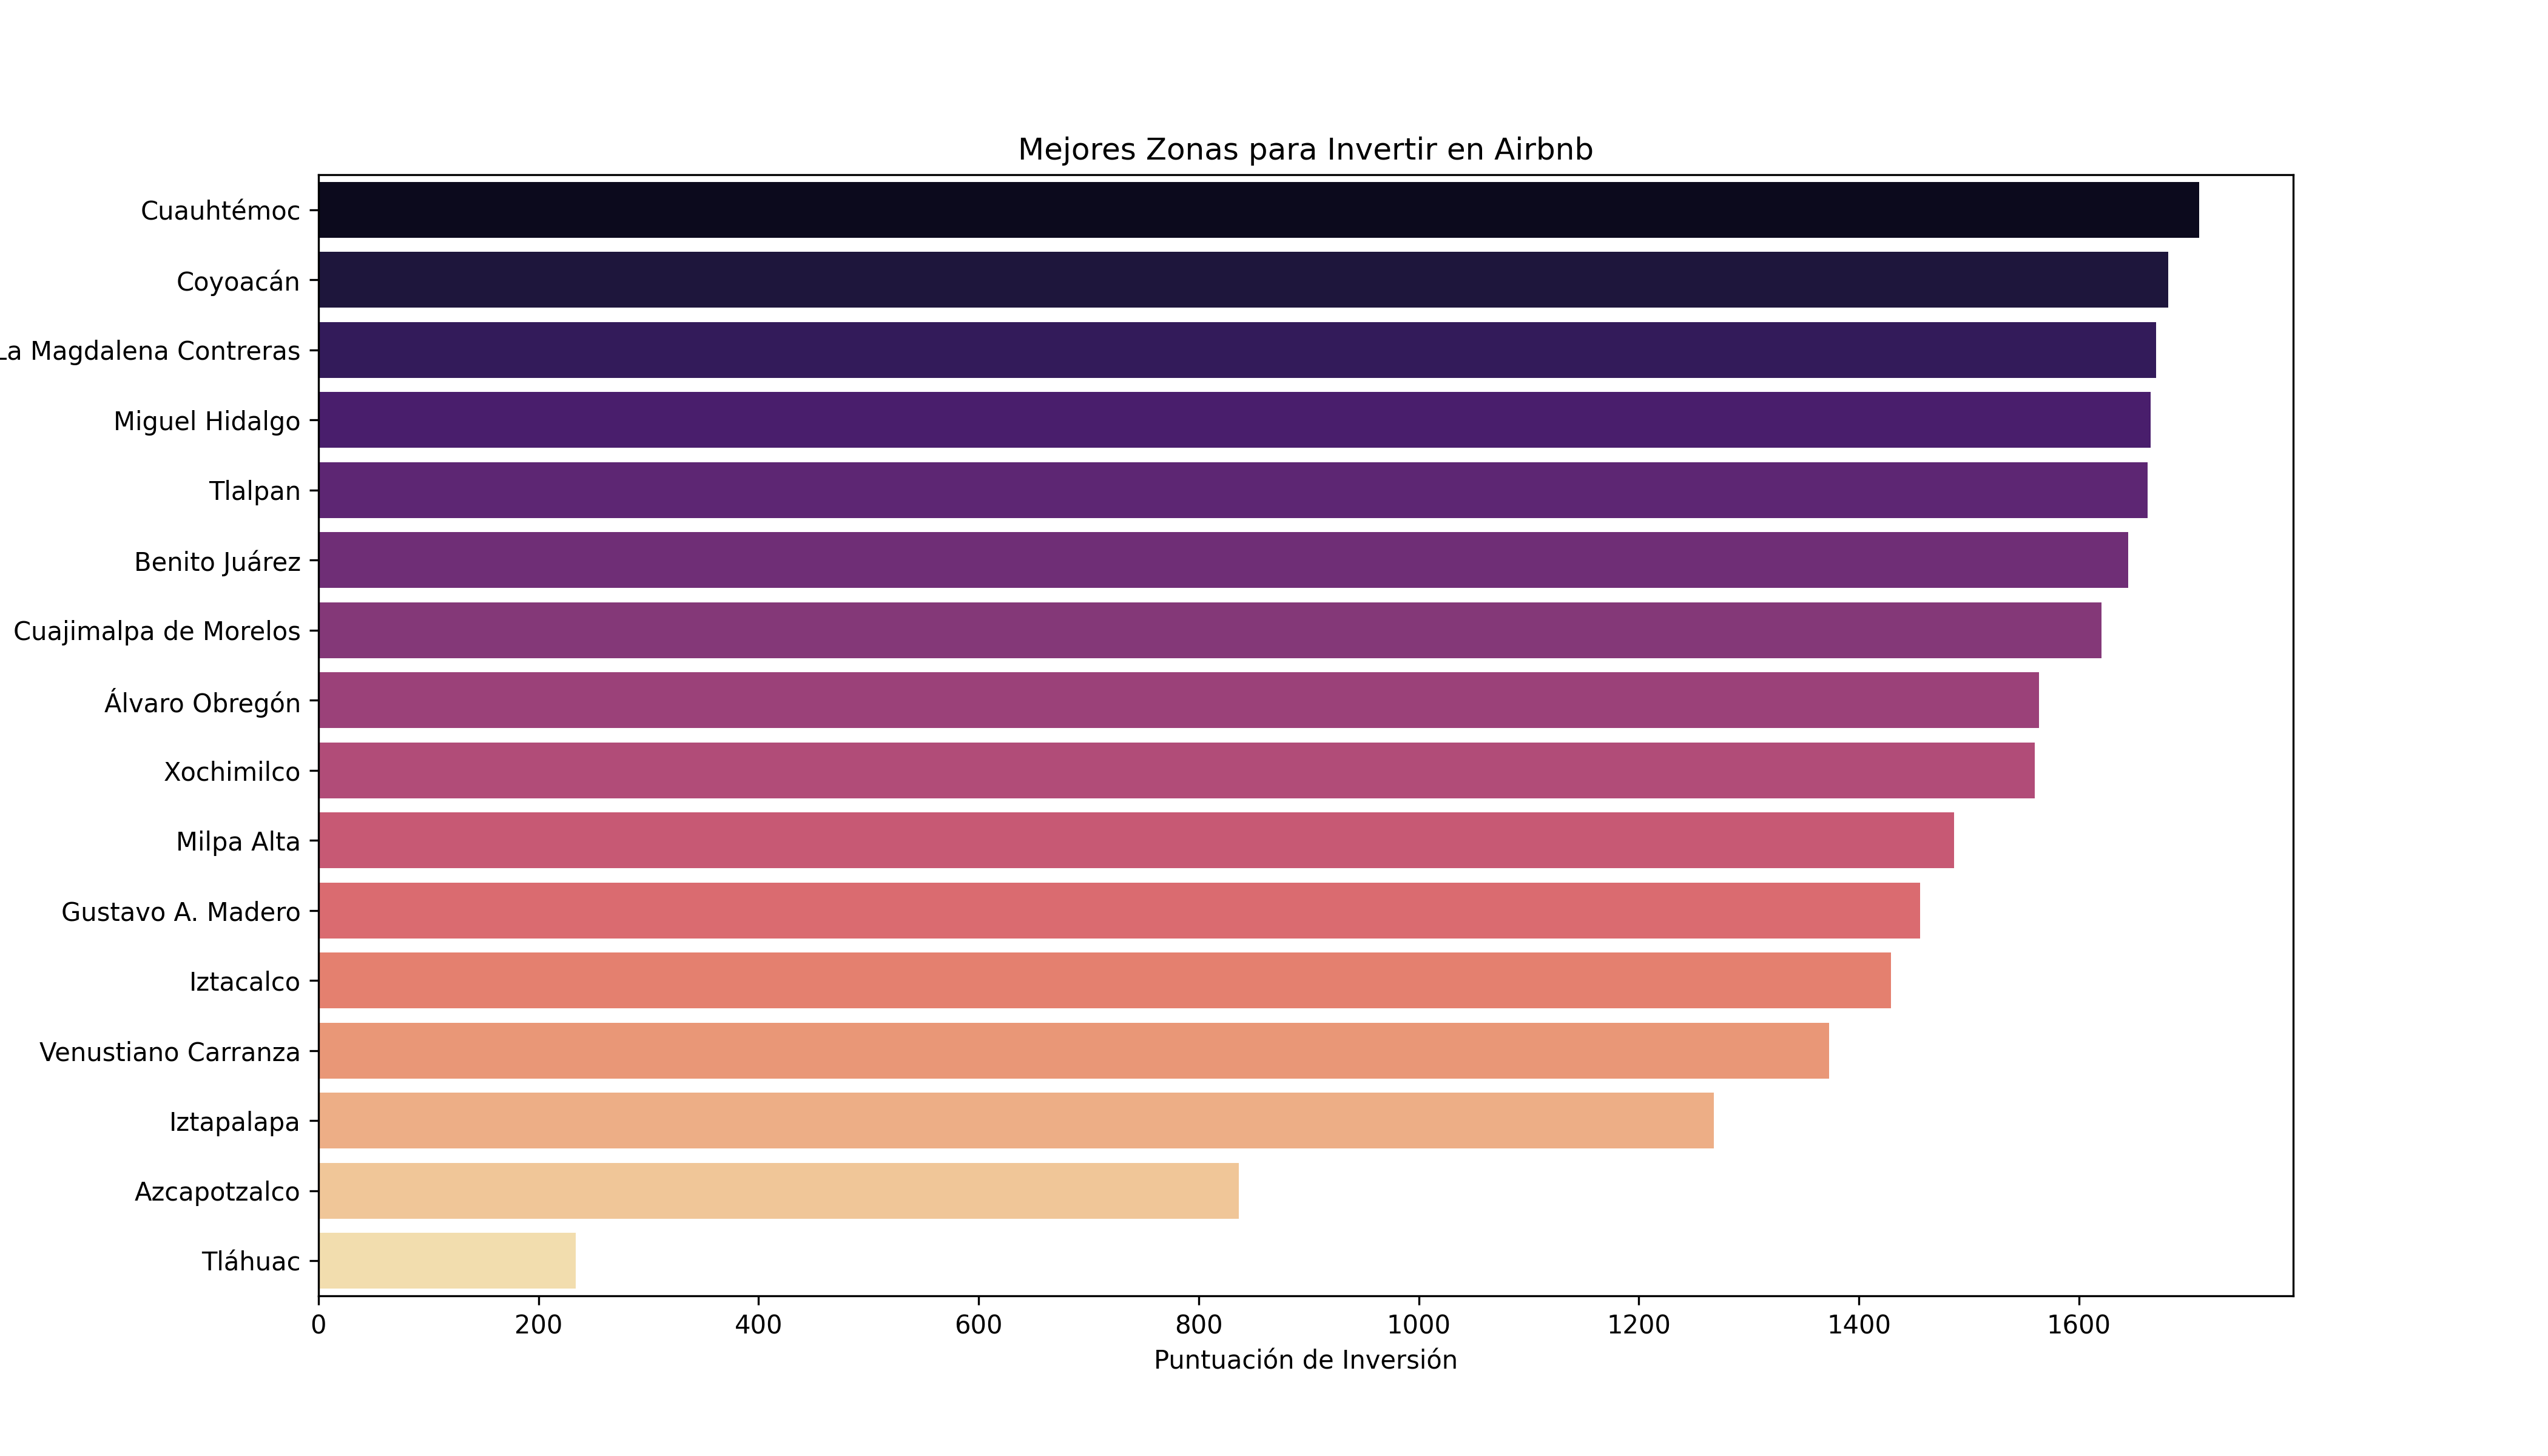 Mejores Zonas para Invertir en Airbnb
Cuauhtémoc
Coyoacán
La Magdalena Contreras
Miguel Hidalgo
Tlalpan
Benito Juárez
Cuajimalpa de Morelos
Álvaro Obregón
Xochimilco
Milpa Alta
Gustavo A. Madero
Iztacalco
Venustiano Carranza
Iztapalapa
Azcapotzalco
Tláhuac
0 200 400 600 800 1000 1200 1400 1600
Puntuación de Inversión